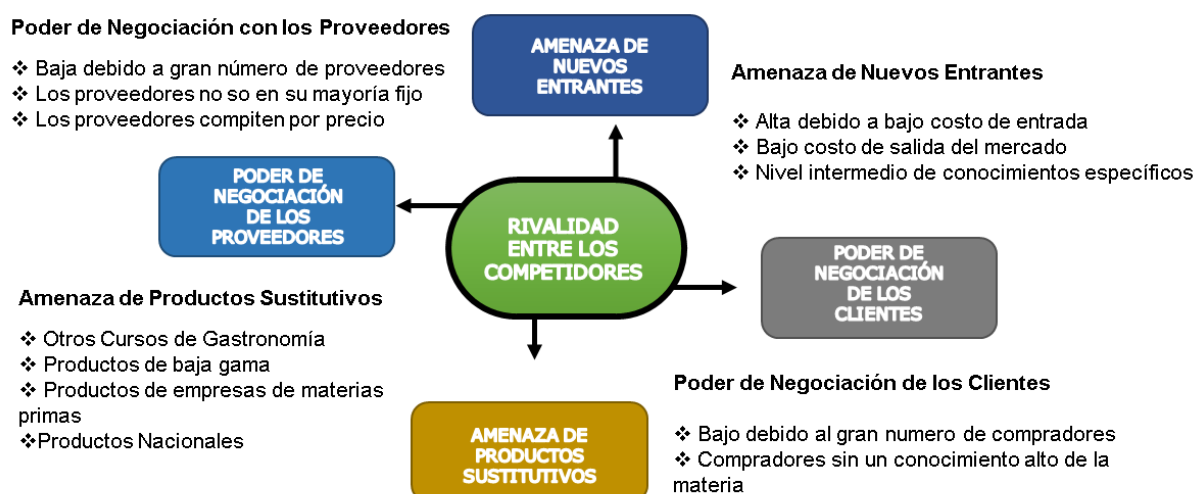 Poder de Negociación con los Proveedores
❖ Baja debido a gran número de proveedores
❖ Los proveedores no so en su mayoría fijo
❖ Los proveedores compiten por precio
AMENAZA DE
NUEVOS
ENTRANTES
Amenaza de Nuevos Entrantes
❖ Alta debido a bajo costo de entrada
❖ Bajo costo de salida del mercado
❖ Nivel intermedio de conocimientos específicos
PODER DE
NEGOCIACIÓN
DE LOS
PROVEEDORES
RIVALIDAD
ENTRE LOS
COMPETIDORES
PODER DE
NEGOCIACIÓN
DE LOS
CLIENTES
Amenaza de Productos Sustitutivos
❖ Otros Cursos de Gastronomía
❖ Productos de baja gama
❖ Productos de empresas de materias
primas
❖Productos Nacionales
AMENAZA DE
PRODUCTOS
SUSTITUTIVOS
Poder de Negociación de los Clientes
❖ Bajo debido al gran numero de compradores
❖ Compradores sin un conocimiento alto de la
materia